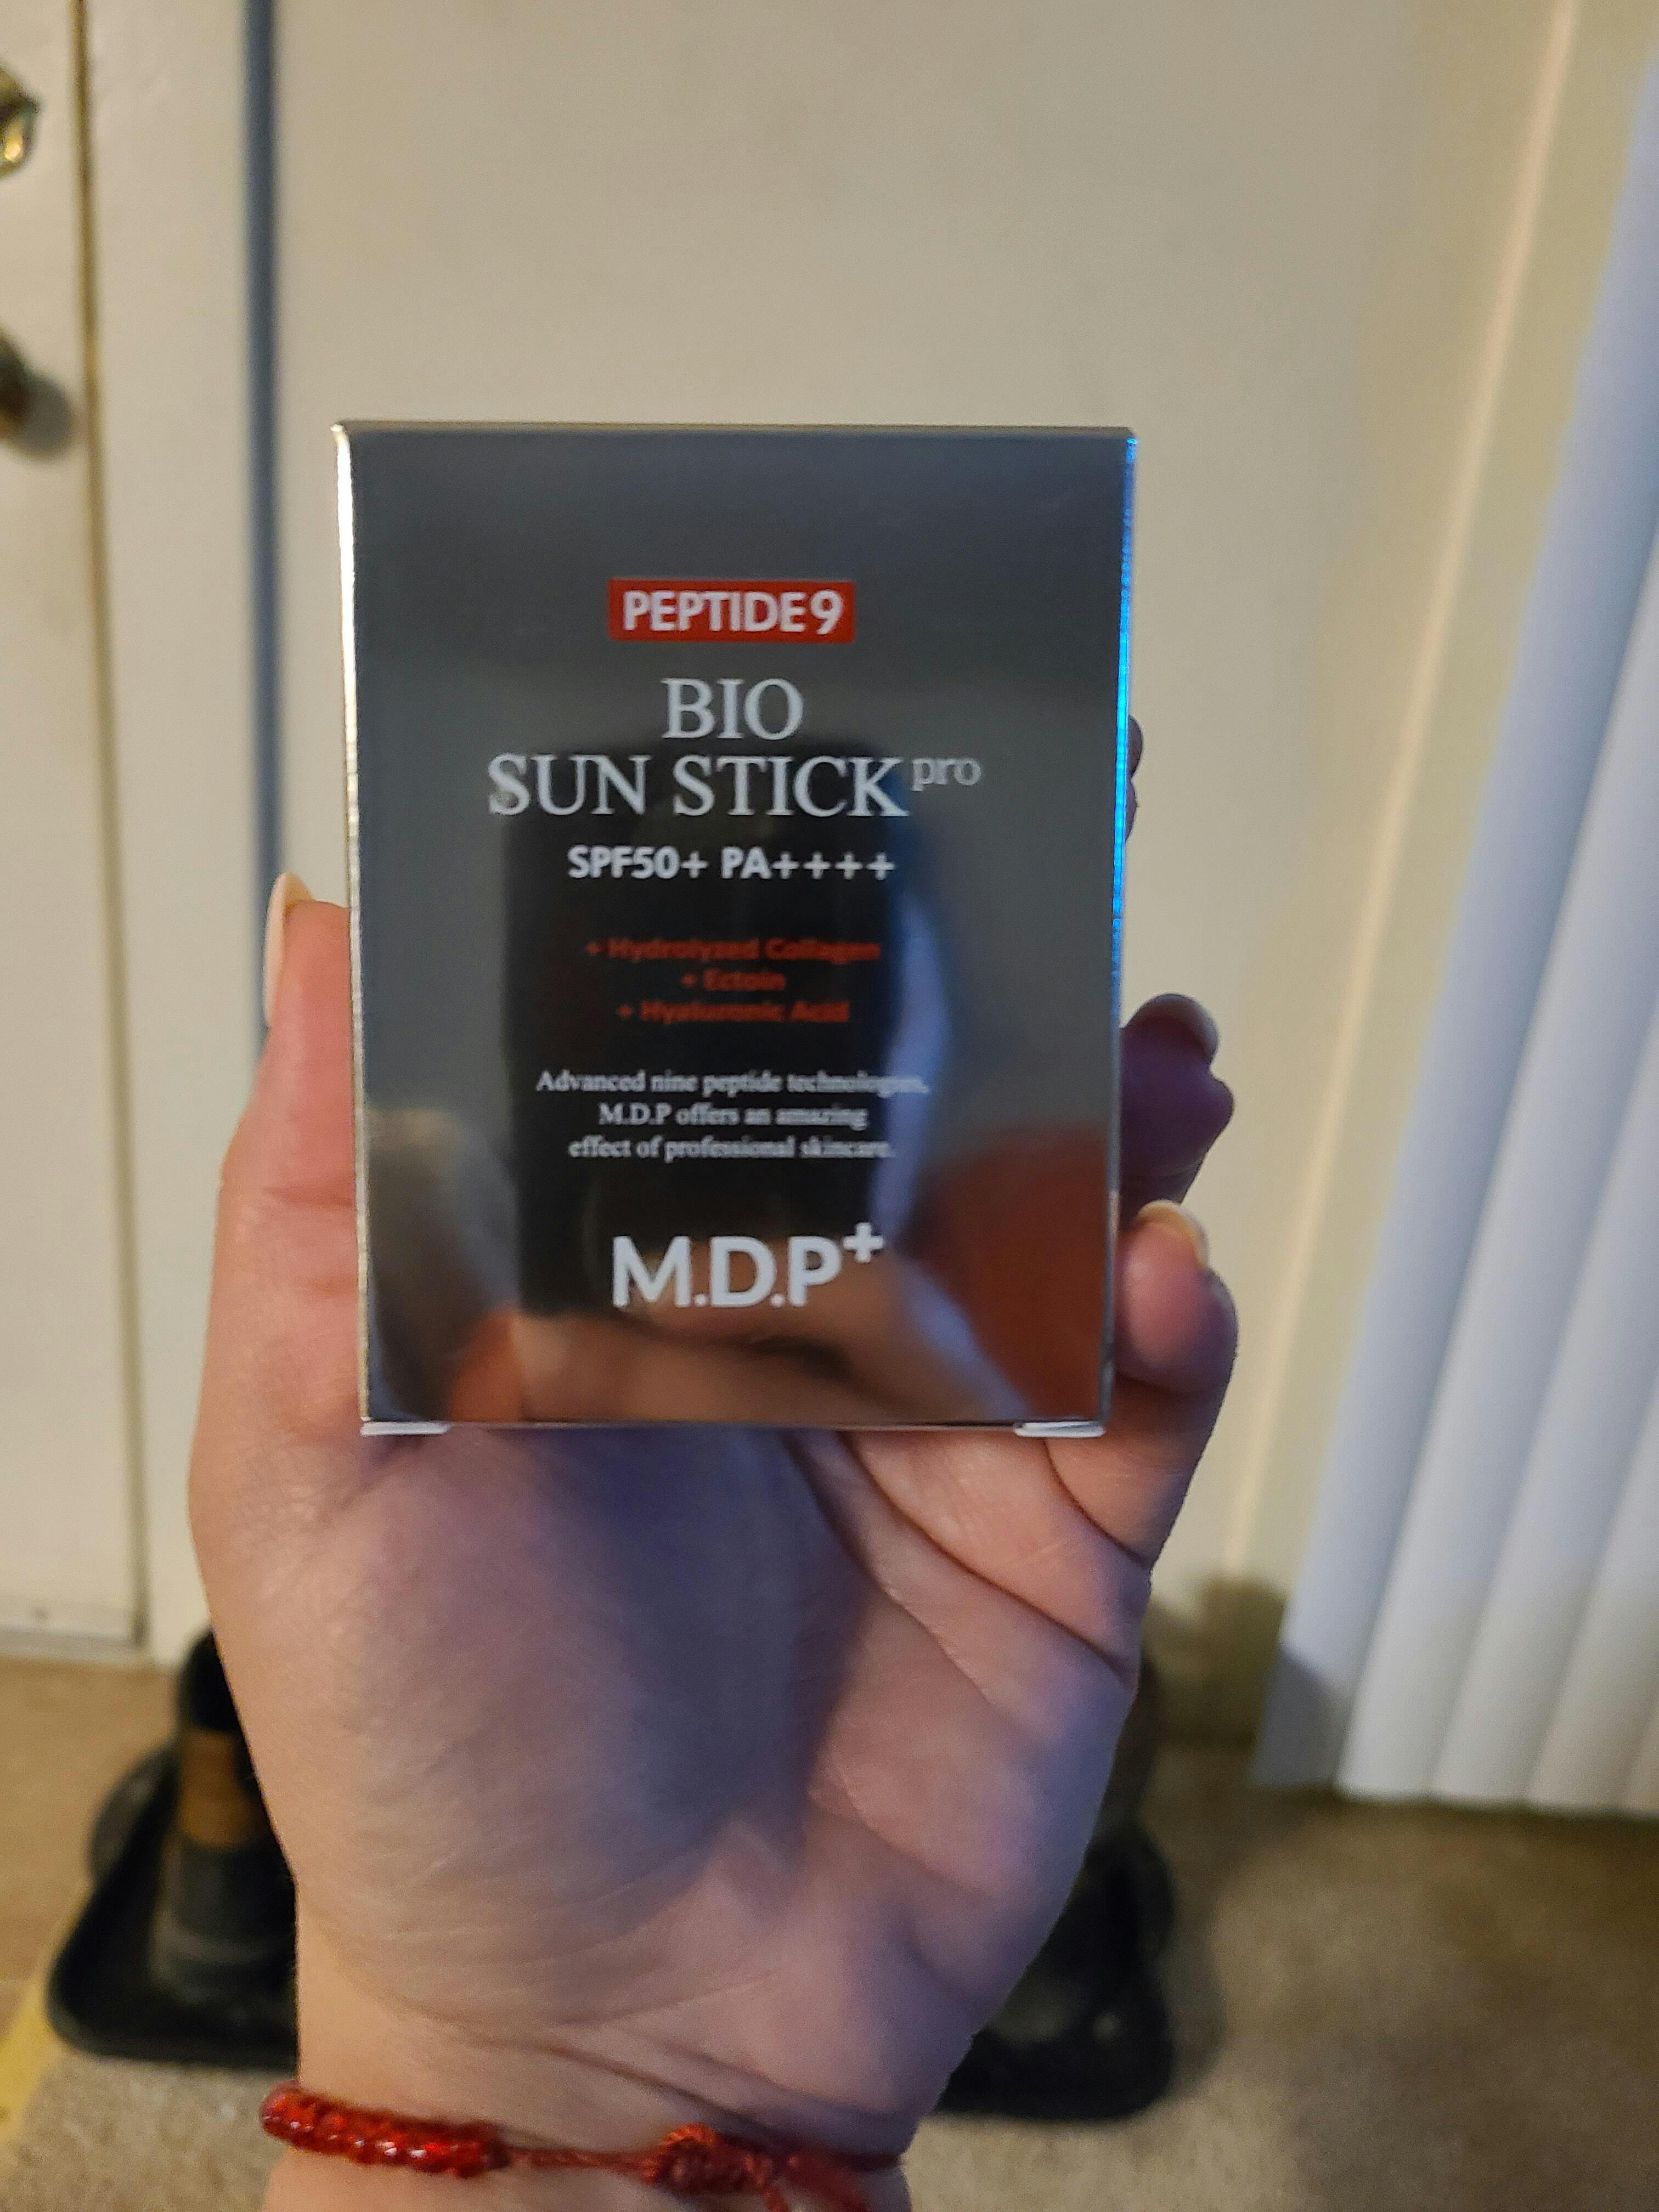 PEPTIDE9
BIO
SUN STICK pro
SPF50+ PA++++
+ Hydrolyzed Collagen
+ Ectoin
+ Hyaluronic Acid
Advanced nine peptide technologies,
M.D.P offers an amazing
effect of professional skincare.
M.D.P+